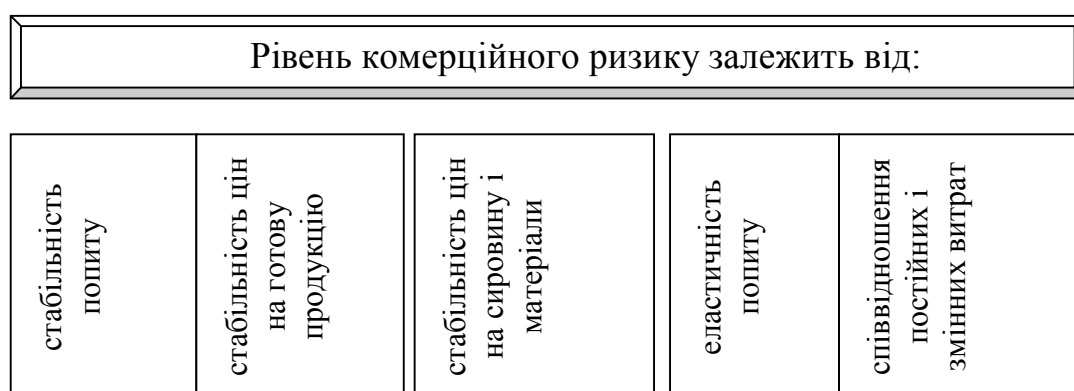 Рівень комерційного ризику залежить від:
стабільність
попиту
стабільність цін
на готову
продукцію
стабільність цін
на сировину і
матеріали
еластичність
попиту
співвідношення
постійних і
змінних витрат